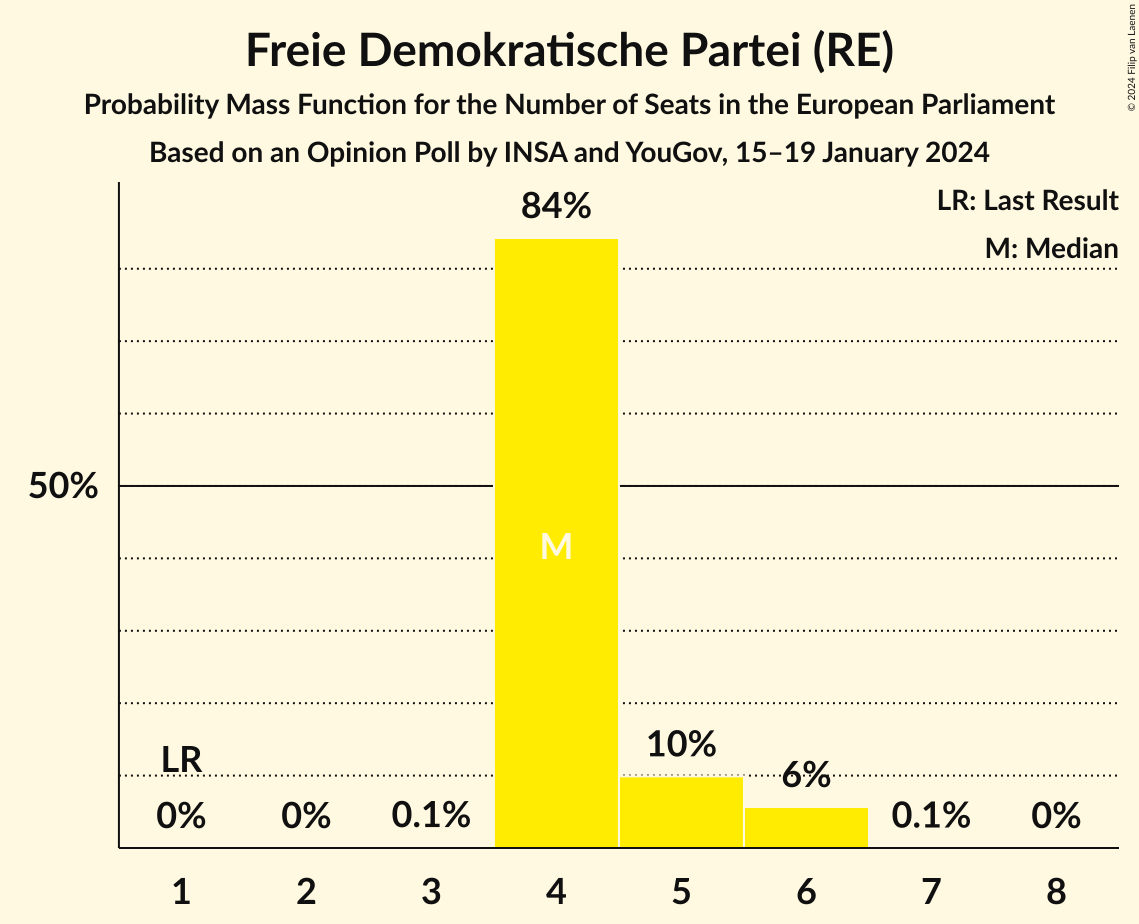 Freie Demokratische Partei (RE)
Probability Mass Function for the Number of Seats in the European Parliament
Based on an Opinion Poll by INSA and YouGov, 15–19 January 2024
© 2024 Filip van Laenen
LR: Last Result
M: Median
84%
50%
M
LR
10%
6%
0%
0%
0.1%
0.1%
0%
1 2 3 4 5 6 7 8